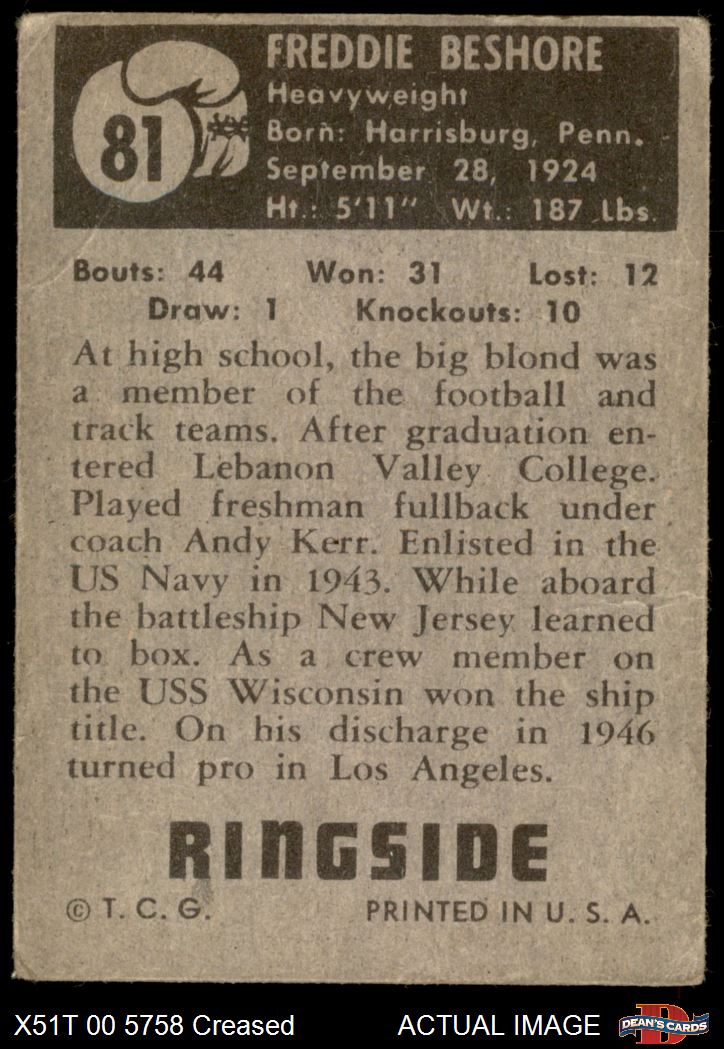 81
FREDDIE BESHORE
Heavyweight
Born: Harrisburg, Penn.
September 28, 1924
Ht.: 5'11" Wt.: 187 Lbs.
Bouts: 44 Won: 31 Lost: 12
Draw: 1 Knockouts: 10
At high school, the big blond was
a member of the football and
track teams. After graduation en-
tered Lebanon Valley College.
Played freshman fullback under
coach Andy Kerr. Enlisted in the
US Navy in 1943. While aboard
the battleship New Jersey learned
to box. As a crew member on
the USS Wisconsin won the ship
title. On his discharge in 1946
turned pro in Los Angeles.
RINGSIDE
© T. C. G. PRINTED IN U. S. A.
X51T 00 5758 Creased ACTUAL IMAGE
D
DEAN'S CARDS